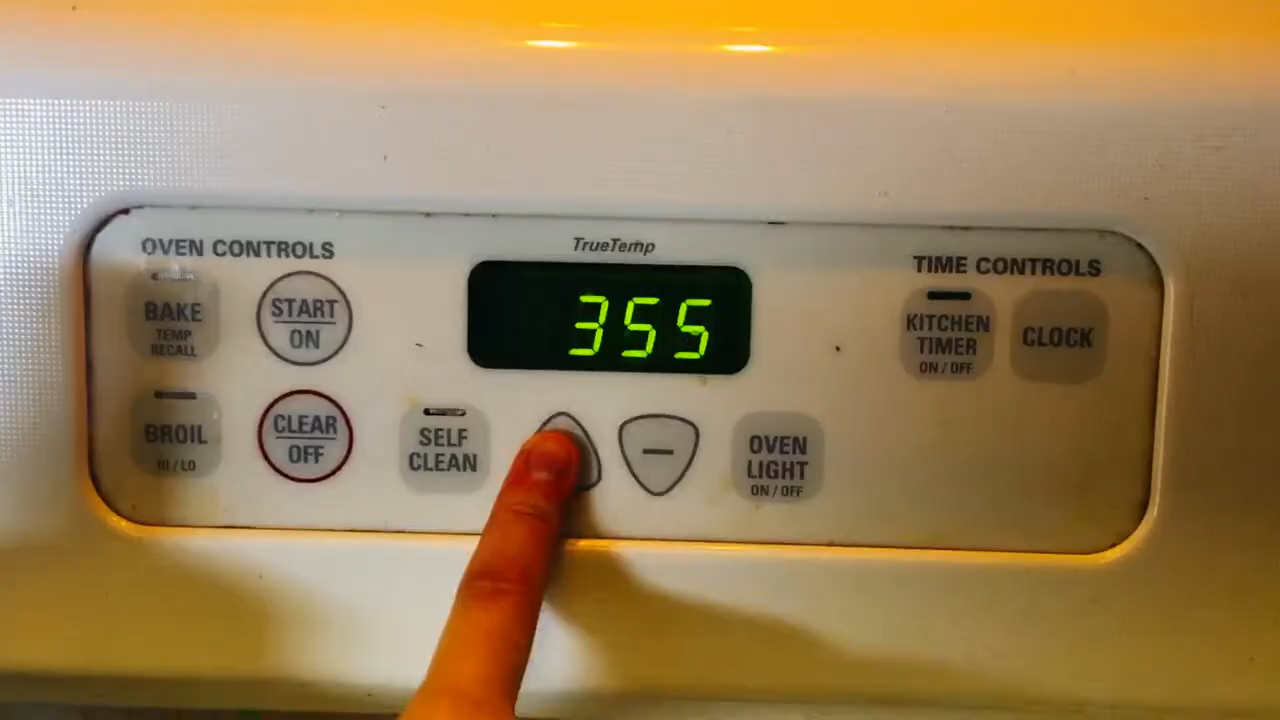 OVEN CONTROLS
BAKE
TEMP
RECALL
START
ON
BROIL
HI / LO
CLEAR
OFF
SELF
CLEAN
TrueTemp
355
−
OVEN
LIGHT
ON / OFF
TIME CONTROLS
KITCHEN
TIMER
ON / OFF
CLOCK